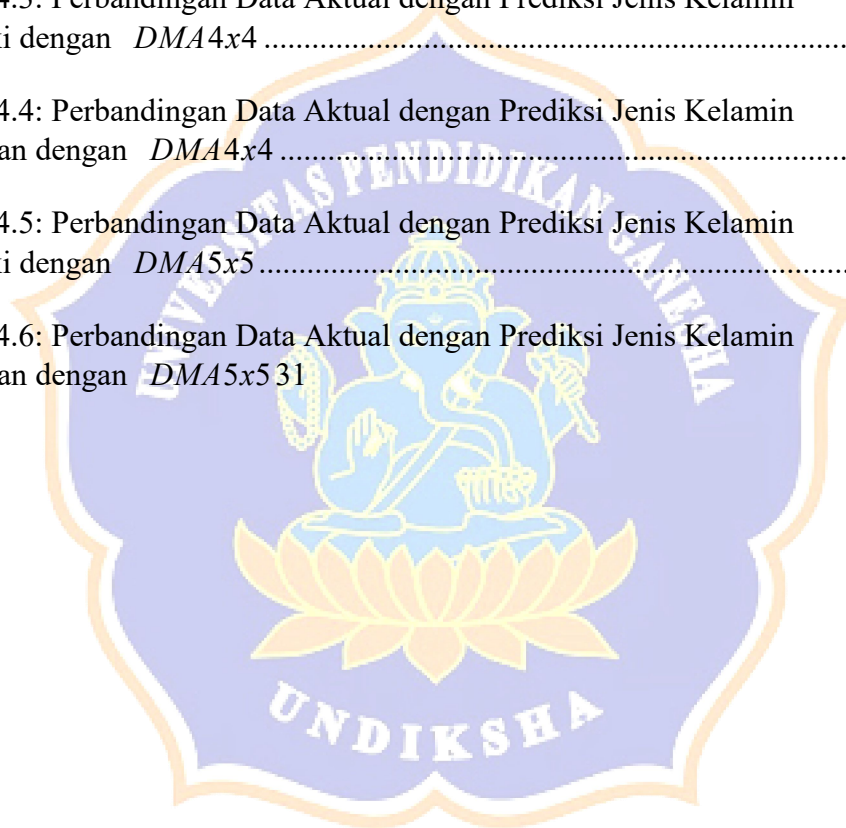 4.3: Perbandingan Data Aktual dengan Prediksi Jenis Kelamin
ki dengan DMA4x4 ........................................................................
4.4: Perbandingan Data Aktual dengan Prediksi Jenis Kelamin
an dengan DMA4x4 ......................................................................
4.5: Perbandingan Data Aktual dengan Prediksi Jenis Kelamin
ki dengan DMA5x5 ........................................................................
4.6: Perbandingan Data Aktual dengan Prediksi Jenis Kelamin
an dengan DMA5x5 31
UNIVERSITAS PENDIDIKAN GANESHA
UNDIKSHA